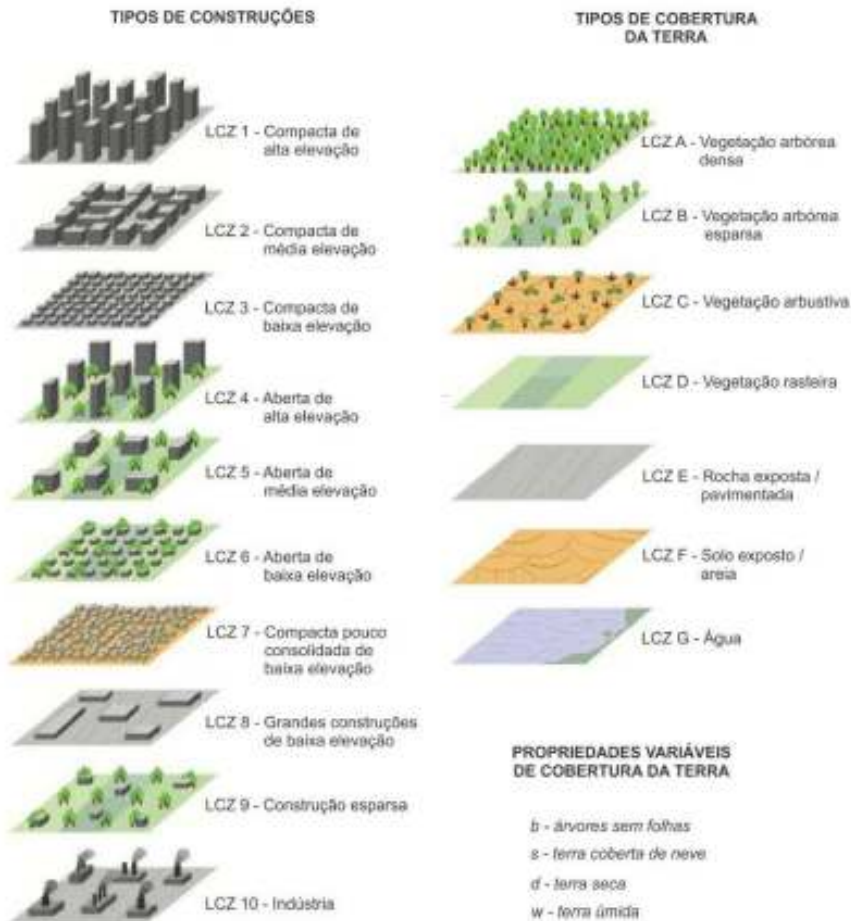 TIPOS DE CONSTRUÇÕES
LCZ 1 - Compacta de
alta elevação
LCZ 2 - Compacta de
média elevação
LCZ 3 - Compacta de
baixa elevação
LCZ 4 - Aberta de
alta elevação
LCZ 5 - Aberta de
média elevação
LCZ 6 - Aberta de
baixa elevação
LCZ 7 - Compacta pouco
consolidada de
baixa elevação
LCZ 8 - Grandes construções
de baixa elevação
LCZ 9 - Construção esparsa
LCZ 10 - Indústria
TIPOS DE COBERTURA
DA TERRA
LCZ A - Vegetação arbórea
densa
LCZ B - Vegetação arbórea
esparsa
LCZ C - Vegetação arbustiva
LCZ D - Vegetação rasteira
LCZ E - Rocha exposta /
pavimentada
LCZ F - Solo exposto /
areia
LCZ G - Água
PROPRIEDADES VARIÁVEIS
DE COBERTURA DA TERRA
b - árvores sem folhas
s - terra coberta de neve
d - terra seca
w - terra úmida